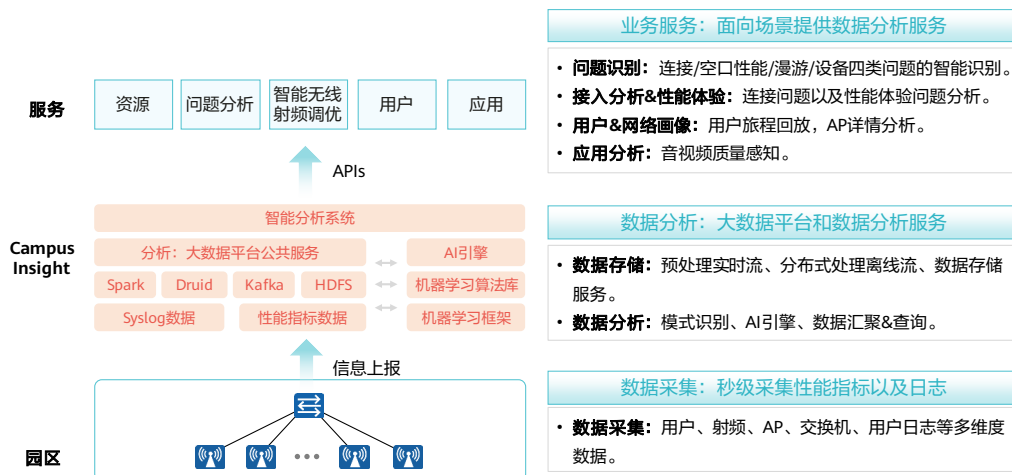 服务
资源
问题分析
智能无线
射频调优
用户
应用
APIs
Campus
Insight
智能分析系统
分析：大数据平台公共服务
AI引擎
Spark
Druid
Kafka
HDFS
机器学习算法库
Syslog数据
性能指标数据
机器学习框架
信息上报
园区
业务服务：面向场景提供数据分析服务
• 问题识别：连接/空口性能/漫游/设备四类问题的智能识别。
• 接入分析&性能体验：连接问题以及性能体验问题分析。
• 用户&网络画像：用户旅程回放，AP详情分析。
• 应用分析：音视频质量感知。
数据分析：大数据平台和数据分析服务
• 数据存储：预处理实时流、分布式处理离线流、数据存储
服务。
• 数据分析：模式识别、AI引擎、数据汇聚&查询。
数据采集：秒级采集性能指标以及日志
• 数据采集：用户、射频、AP、交换机、用户日志等多维度
数据。